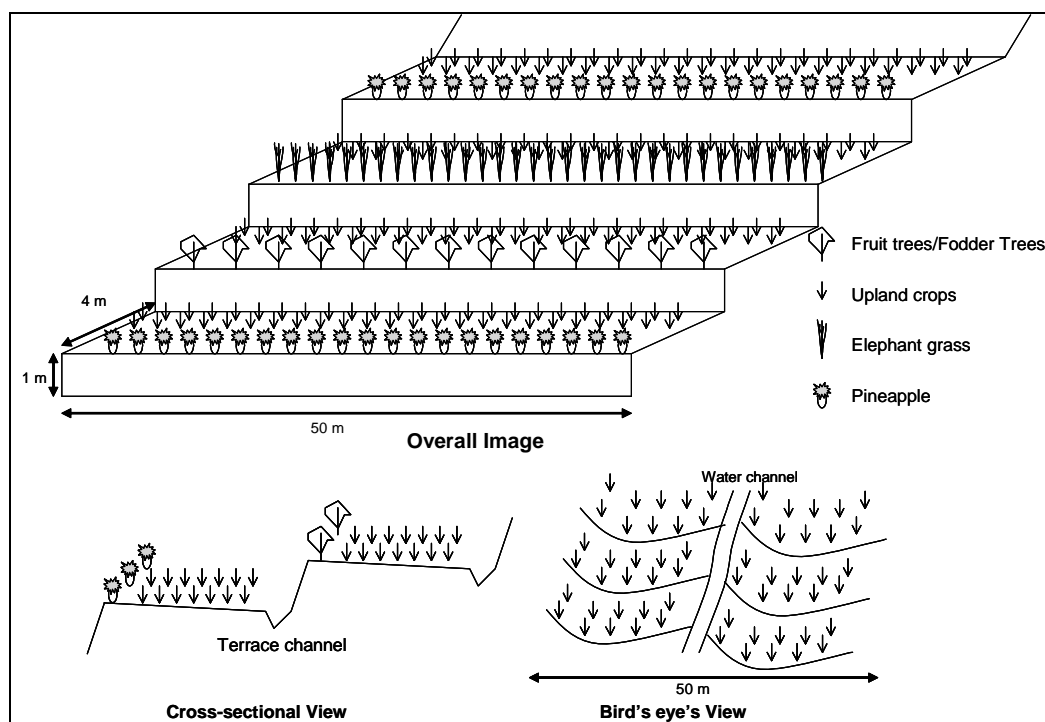 Fruit trees/Fodder Trees
4 m
Upland crops
Elephant grass
1 m
Pineapple
50 m
Overall Image
Water channel
Terrace channel
50 m
Cross-sectional View
Bird's eye's View